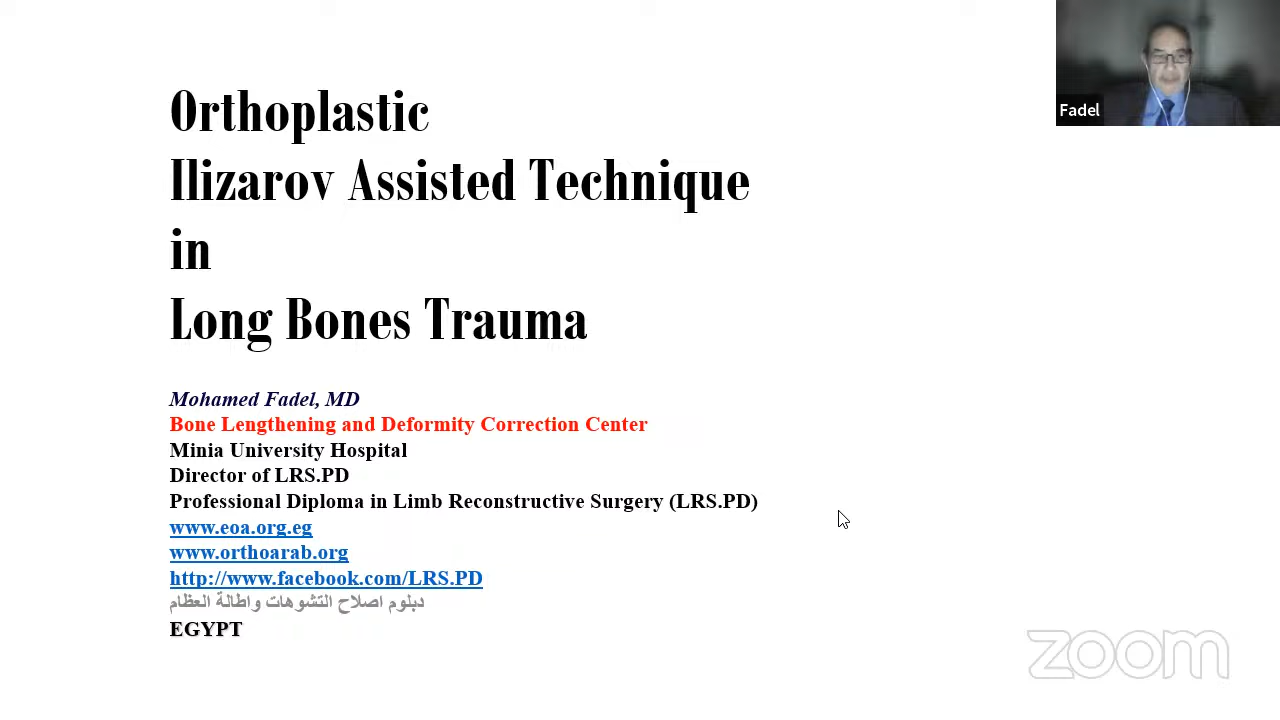 Orthoplastic
Ilizarov Assisted Technique
in
Long Bones Trauma
Mohamed Fadel, MD
Bone Lengthening and Deformity Correction Center
Minia University Hospital
Director of LRS.PD
Professional Diploma in Limb Reconstructive Surgery (LRS.PD)
www.eoa.org.eg
www.orthoarab.org
http://www.facebook.com/LRS.PD
دبلوم اصلاح التشوهات واطالة العظام
EGYPT
Fadel
zoom